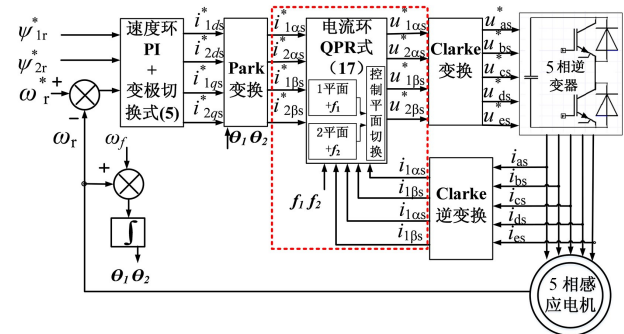 ψ*1r
ψ*2r
ω*r
+
−
ωr
速度环
PI
+
变极切
换式(5)
i*1ds
i*2ds
i*1qs
i*2qs
Park
变换
θ1 θ2
i*1αs
i*2αs
i*1βs
i*2βs
电流环
QPR式
(17)
1平面
+f1
2平面
+f2
控制平面切换
f1 f2
u*1αs
u*2αs
u*1βs
u*2βs
Clarke
变换
u*as
u*bs
u*cs
u*ds
u*es
5相逆
变器
ωf
+
∫
θ1 θ2
i1αs
i1βs
i1αs
i1βs
Clarke
逆变换
ias
ibs
ics
ids
ies
5 相感
应电机